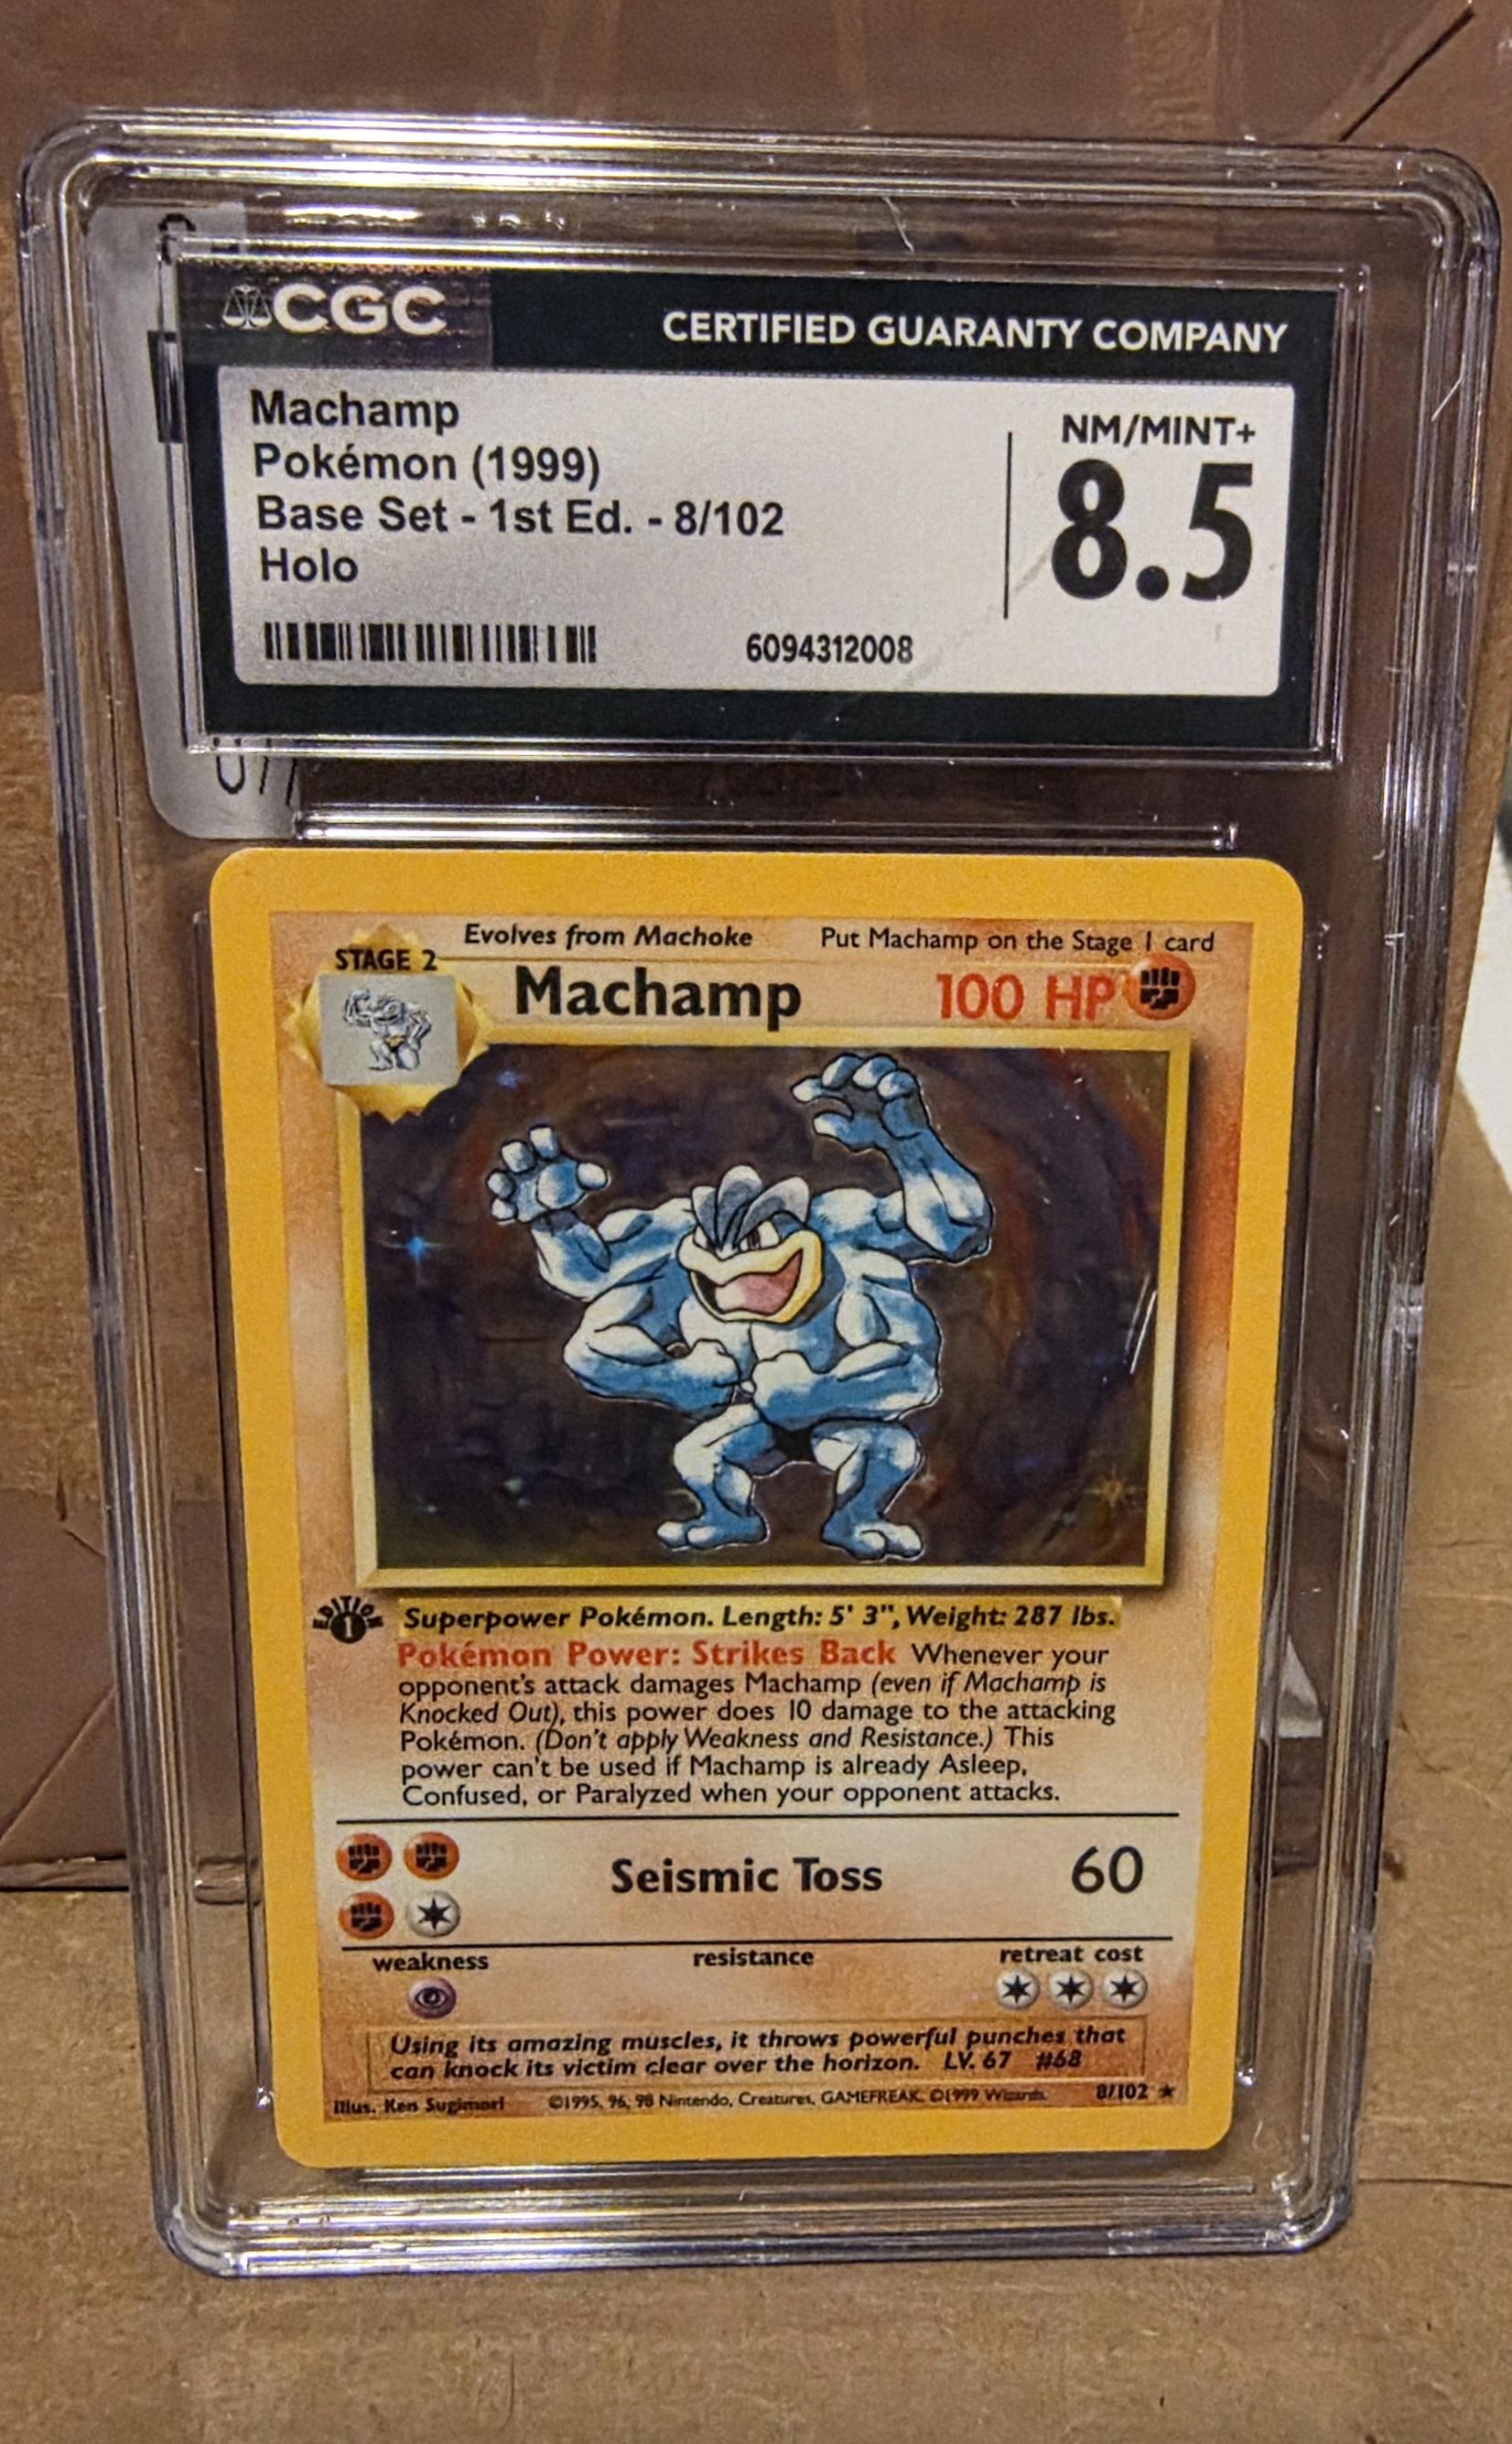 CGC
CERTIFIED GUARANTY COMPANY
Machamp
Pokémon (1999)
Base Set - 1st Ed. - 8/102
Holo
NM/MINT+
8.5
6094312008
Evolves from Machoke
Put Machamp on the Stage 1 card
STAGE 2
Machamp
100 HP
EDITION
1
Superpower Pokémon. Length: 5' 3", Weight: 287 lbs.
Pokémon Power: Strikes Back Whenever your
opponent's attack damages Machamp (even if Machamp is
Knocked Out), this power does 10 damage to the attacking
Pokémon. (Don't apply Weakness and Resistance.) This
power can't be used if Machamp is already Asleep,
Confused, or Paralyzed when your opponent attacks.
Seismic Toss
60
weakness
resistance
retreat cost
Using its amazing muscles, it throws powerful punches that
can knock its victim clear over the horizon. LV. 67 #68
Illus. Ken Sugimori
©1995, 96, 98 Nintendo, Creatures, GAMEFREAK. ©1999 Wizards.
8/102 ★